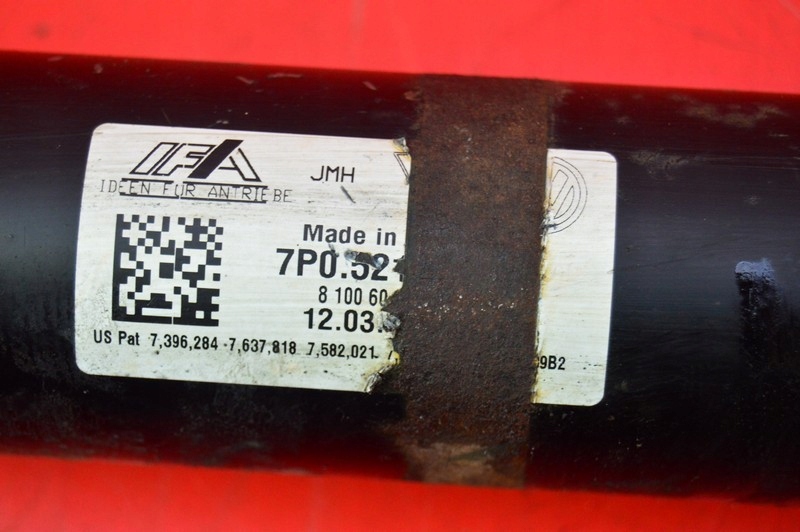 IFA
JMH
IDEEN FÜR ANTRIEBE
Made in
7P0.521
8 100 60
12.03.
US Pat 7,396,284 7,637,818 7,582,021 9B2